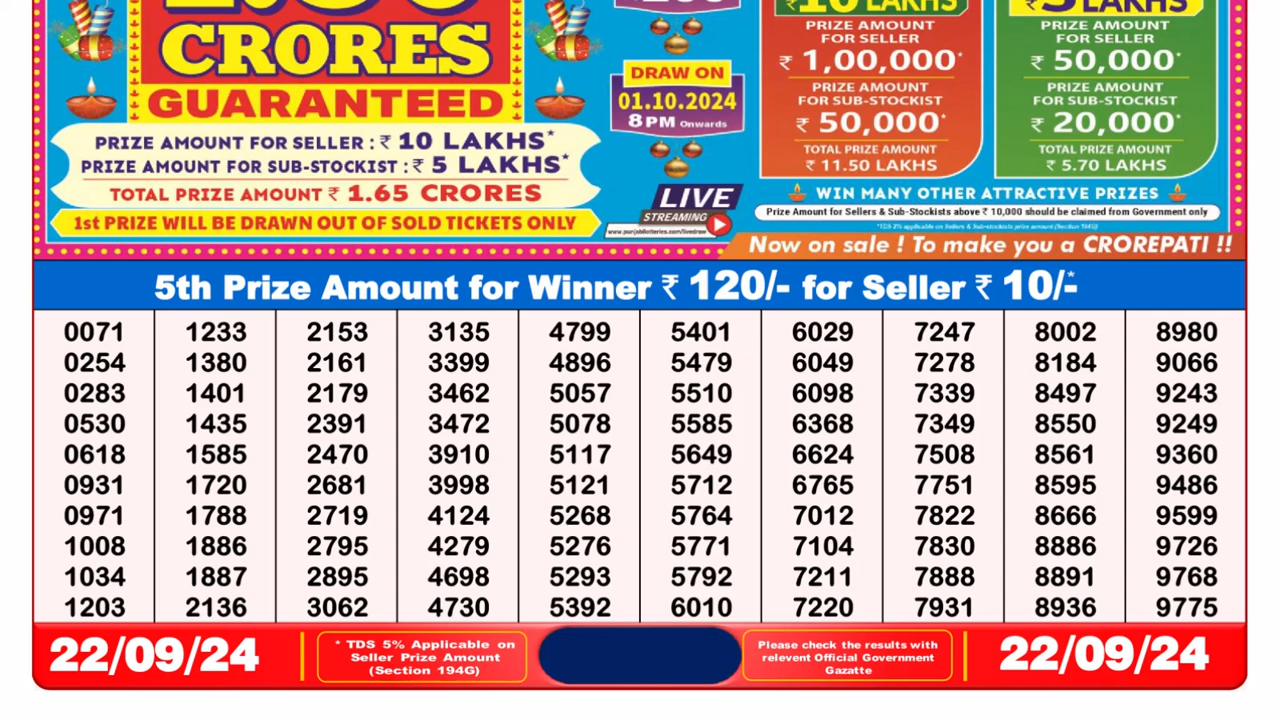 CRORES
GUARANTEED
PRIZE AMOUNT FOR SELLER : ₹ 10 LAKHS*
PRIZE AMOUNT FOR SUB-STOCKIST : ₹ 5 LAKHS*
TOTAL PRIZE AMOUNT ₹ 1.65 CRORES
1st PRIZE WILL BE DRAWN OUT OF SOLD TICKETS ONLY
DRAW ON
01.10.2024
8PM Onwards
LIVE
STREAMING
www.punjablotteries.com/livedraw
₹10 LAKHS
PRIZE AMOUNT
FOR SELLER
₹ 1,00,000*
PRIZE AMOUNT
FOR SUB-STOCKIST
₹ 50,000*
TOTAL PRIZE AMOUNT
₹ 11.50 LAKHS
₹5 LAKHS
PRIZE AMOUNT
FOR SELLER
₹ 50,000*
PRIZE AMOUNT
FOR SUB-STOCKIST
₹ 20,000*
TOTAL PRIZE AMOUNT
₹ 5.70 LAKHS
WIN MANY OTHER ATTRACTIVE PRIZES
Prize Amount for Sellers & Sub-Stockists above ₹ 10,000 should be claimed from Government only
Now on sale ! To make you a CROREPATI !!
5th Prize Amount for Winner ₹ 120/- for Seller ₹ 10/-*
0071 1233 2153 3135 4799 5401 6029 7247 8002 8980
0254 1380 2161 3399 4896 5479 6049 7278 8184 9066
0283 1401 2179 3462 5057 5510 6098 7339 8497 9243
0530 1435 2391 3472 5078 5585 6368 7349 8550 9249
0618 1585 2470 3910 5117 5649 6624 7508 8561 9360
0931 1720 2681 3998 5121 5712 6765 7751 8595 9486
0971 1788 2719 4124 5268 5764 7012 7822 8666 9599
1008 1886 2795 4279 5276 5771 7104 7830 8886 9726
1034 1887 2895 4698 5293 5792 7211 7888 8891 9768
1203 2136 3062 4730 5392 6010 7220 7931 8936 9775
22/09/24
* TDS 5% Applicable on
Seller Prize Amount
(Section 194G)
Please check the results with
relevent Official Government
Gazatte
22/09/24